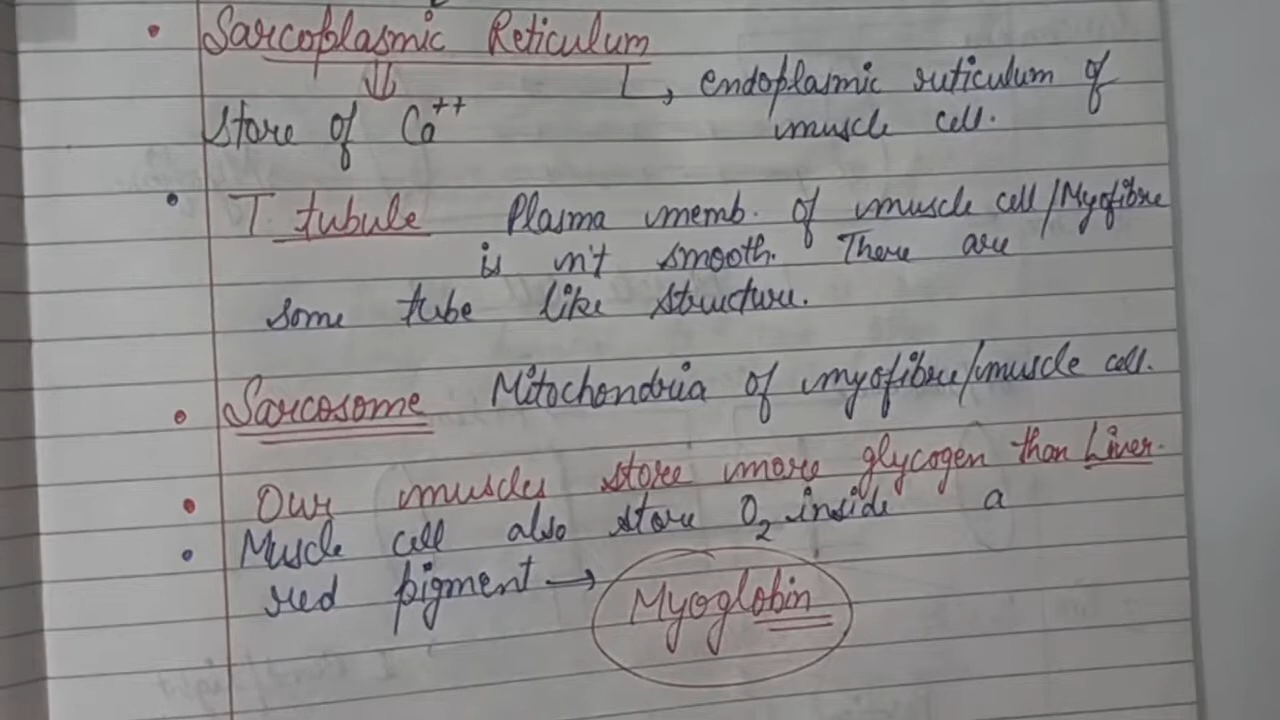 • Sarcoplasmic Reticulum
⇓ ↳ endoplasmic reticulum of
store of Ca++ muscle cell.
• T. tubule Plasma memb. of muscle cell/Myofibre
is n't smooth. There are
some tube like structure.
• Sarcosome Mitochondria of myofibre/muscle cell.
• Our muscles store more glycogen than Liver.
• Muscle cell also store O2 inside a
red pigment → Myoglobin